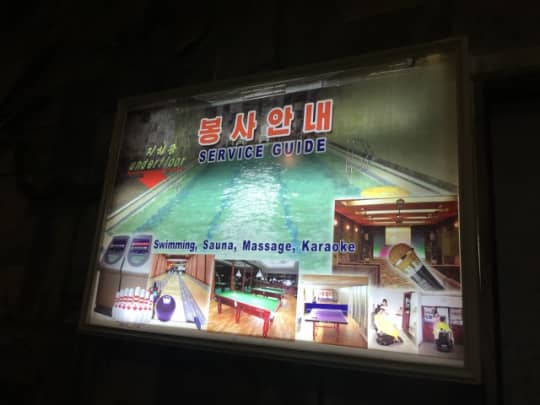 봉사안내
SERVICE GUIDE
지하층
underfloor
Swimming, Sauna, Massage, Karaoke